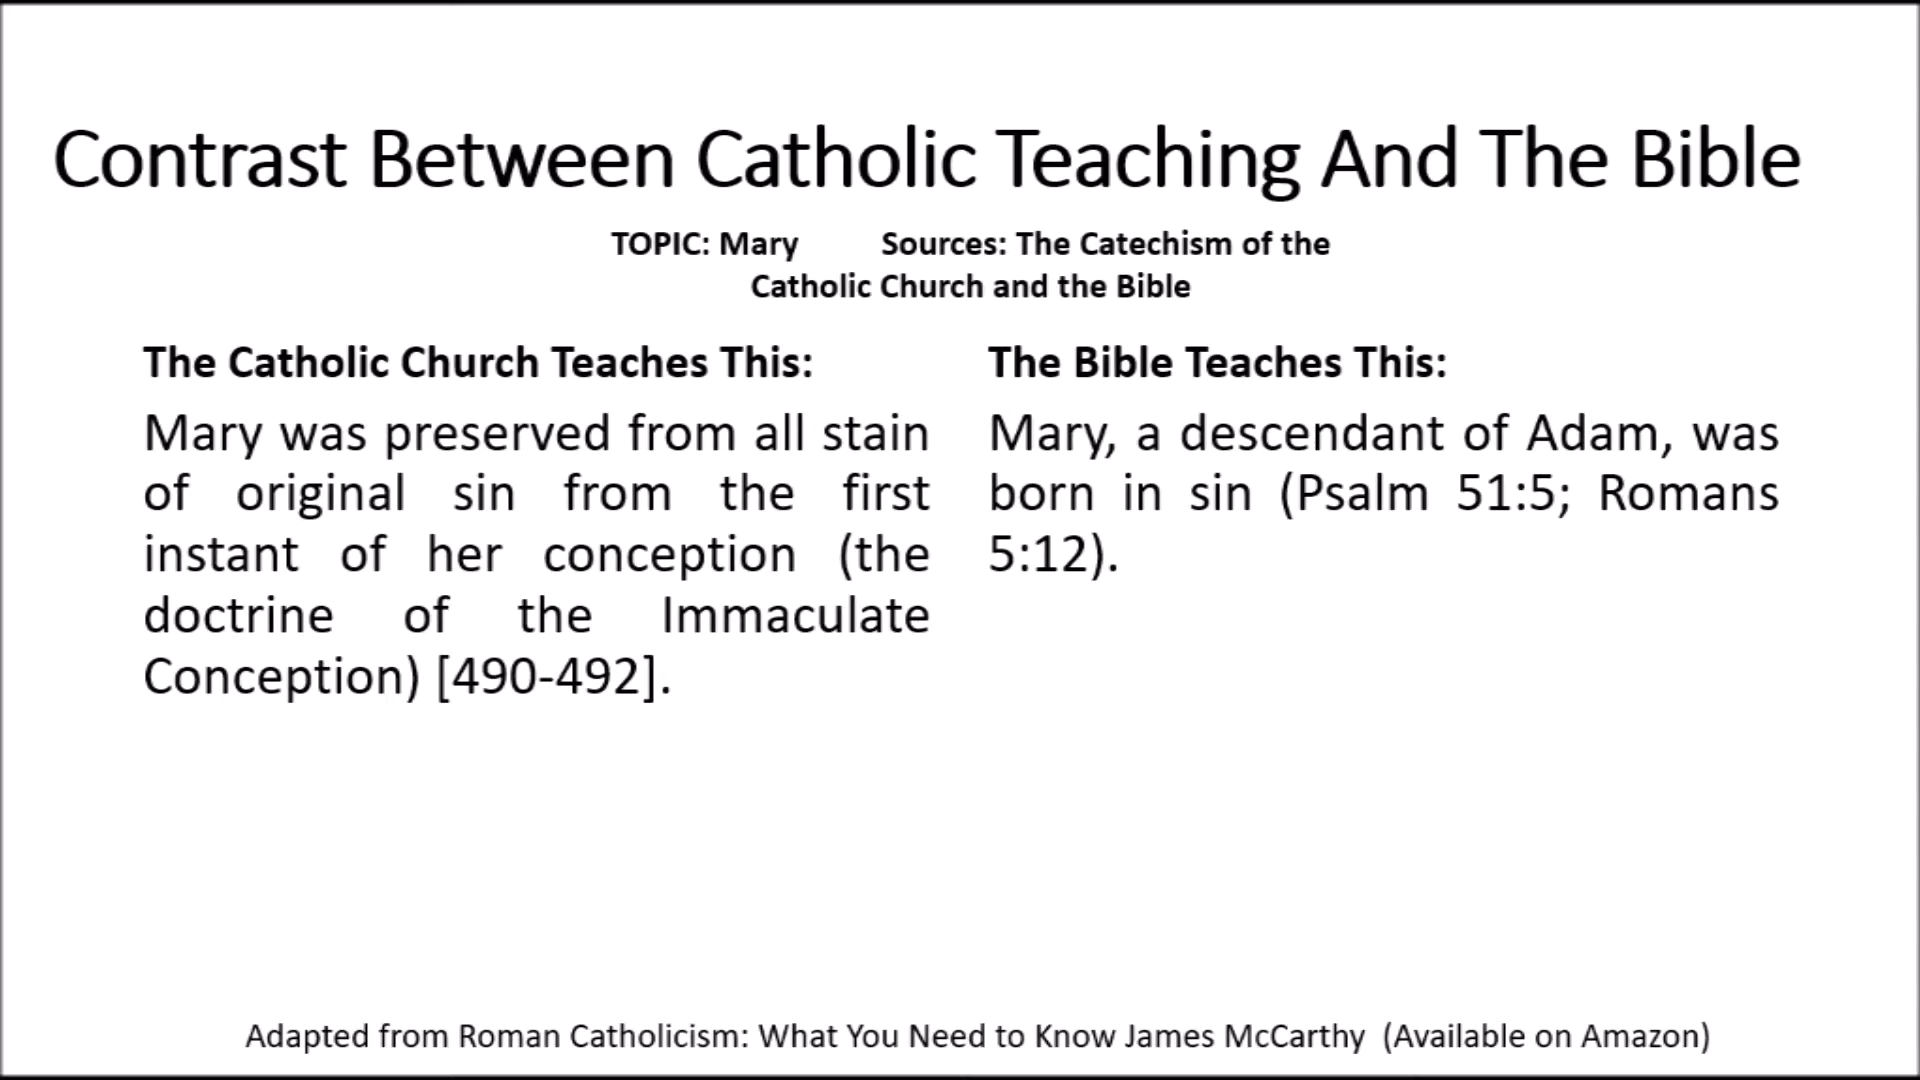 Contrast Between Catholic Teaching And The Bible
TOPIC: Mary Sources: The Catechism of the
Catholic Church and the Bible
The Catholic Church Teaches This:
Mary was preserved from all stain
of original sin from the first
instant of her conception (the
doctrine of the Immaculate
Conception) [490-492].
The Bible Teaches This:
Mary, a descendant of Adam, was
born in sin (Psalm 51:5; Romans
5:12).
Adapted from Roman Catholicism: What You Need to Know James McCarthy (Available on Amazon)